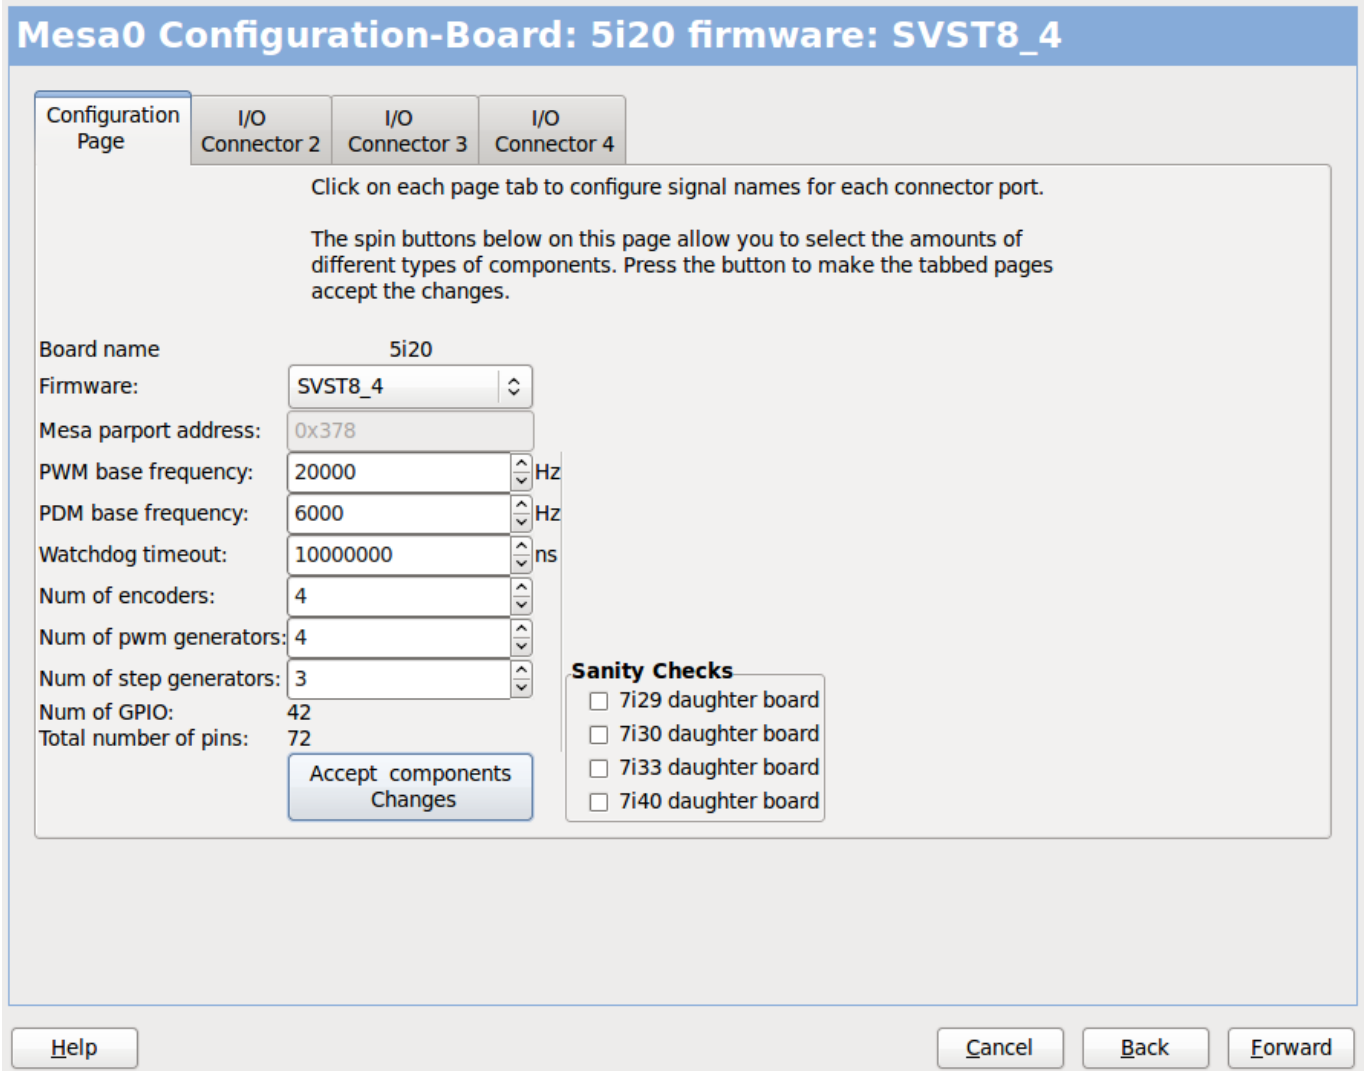 Mesa0 Configuration-Board: 5i20 firmware: SVST8_4
Configuration
Page
I/O
Connector 2
I/O
Connector 3
I/O
Connector 4
Click on each page tab to configure signal names for each connector port.
The spin buttons below on this page allow you to select the amounts of
different types of components. Press the button to make the tabbed pages
accept the changes.
Board name 5i20
Firmware: SVST8_4
Mesa parport address: 0x378
PWM base frequency: 20000 Hz
PDM base frequency: 6000 Hz
Watchdog timeout: 10000000 ns
Num of encoders: 4
Num of pwm generators: 4
Num of step generators: 3
Num of GPIO: 42
Total number of pins: 72
Accept components
Changes
Sanity Checks
7i29 daughter board
7i30 daughter board
7i33 daughter board
7i40 daughter board
Help Cancel Back Forward